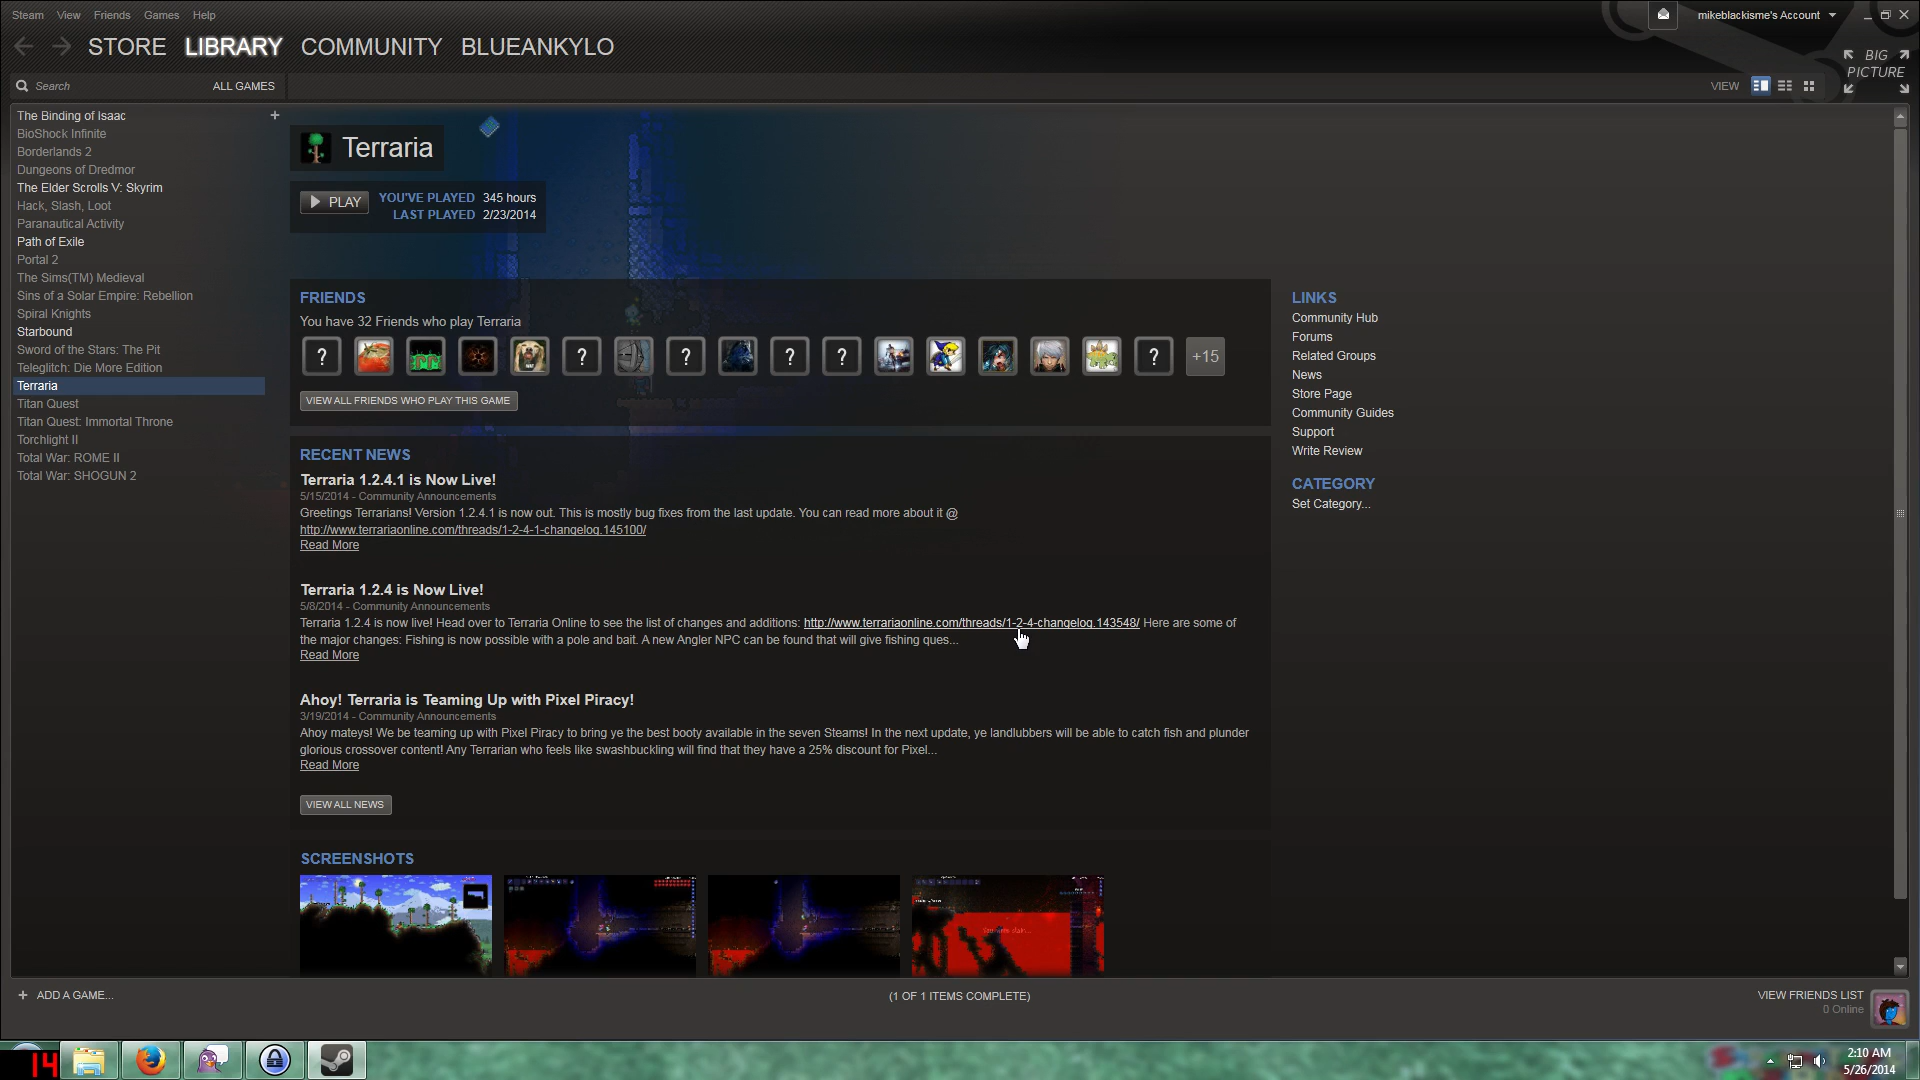 Steam View Friends Games Help
mikeblackisme's Account
STORE LIBRARY COMMUNITY BLUEANKYLO
BIG
PICTURE
Search ALL GAMES
VIEW
The Binding of Isaac
BioShock Infinite
Borderlands 2
Dungeons of Dredmor
The Elder Scrolls V: Skyrim
Hack, Slash, Loot
Paranautical Activity
Path of Exile
Portal 2
The Sims(TM) Medieval
Sins of a Solar Empire: Rebellion
Spiral Knights
Starbound
Sword of the Stars: The Pit
Teleglitch: Die More Edition
Terraria
Titan Quest
Titan Quest: Immortal Throne
Torchlight II
Total War: ROME II
Total War: SHOGUN 2
Terraria
PLAY
YOU'VE PLAYED 345 hours
LAST PLAYED 2/23/2014
FRIENDS
You have 32 Friends who play Terraria
? ? ? ? ? ? +15
VIEW ALL FRIENDS WHO PLAY THIS GAME
RECENT NEWS
Terraria 1.2.4.1 is Now Live!
5/15/2014 - Community Announcements
Greetings Terrarians! Version 1.2.4.1 is now out. This is mostly bug fixes from the last update. You can read more about it @
http://www.terrariaonline.com/threads/1-2-4-1-changelog.145100/
Read More
Terraria 1.2.4 is Now Live!
5/8/2014 - Community Announcements
Terraria 1.2.4 is now live! Head over to Terraria Online to see the list of changes and additions: http://www.terrariaonline.com/threads/1-2-4-changelog.143548/ Here are some of
the major changes: Fishing is now possible with a pole and bait. A new Angler NPC can be found that will give fishing ques...
Read More
Ahoy! Terraria is Teaming Up with Pixel Piracy!
3/19/2014 - Community Announcements
Ahoy mateys! We be teaming up with Pixel Piracy to bring ye the best booty available in the seven Steams! In the next update, ye landlubbers will be able to catch fish and plunder
glorious crossover content! Any Terrarian who feels like swashbuckling will find that they have a 25% discount for Pixel...
Read More
VIEW ALL NEWS
SCREENSHOTS
LINKS
Community Hub
Forums
Related Groups
News
Store Page
Community Guides
Support
Write Review
CATEGORY
Set Category...
+ ADD A GAME...
(1 OF 1 ITEMS COMPLETE)
VIEW FRIENDS LIST
0 Online
14
2:10 AM
5/26/2014